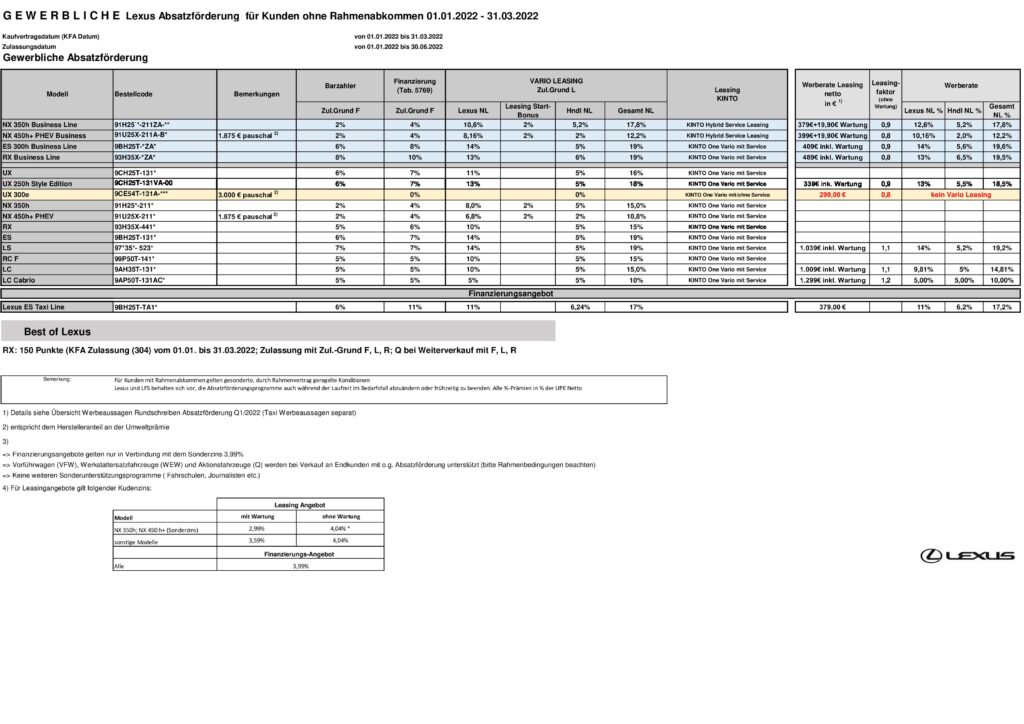 G E W E R B L I C H E Lexus Absatzförderung für Kunden ohne Rahmenabkommen 01.01.2022 - 31.03.2022
Kaufvertragsdatum (KFA Datum) von 01.01.2022 bis 31.03.2022
Zulassungsdatum von 01.01.2022 bis 30.06.2022
Gewerbliche Absatzförderung
Modell Bestellcode Bemerkungen Barzahler Finanzierung (Tab. 5769) VARIO LEASING Zul.Grund L Leasing KINTO Werberate Leasing netto in € 1) Leasing-faktor (ohne Wartung) Werberate
Zul.Grund F Zul.Grund F Lexus NL Leasing Start-Bonus Hndl NL Gesamt NL Lexus NL % Hndl NL % Gesamt NL %
NX 350h Business Line 91H25*-211ZA-** 2% 4% 10,6% 2% 5,2% 17,8% KINTO Hybrid Service Leasing 379€+19,90€ Wartung 0,9 12,6% 5,2% 17,8%
NX 450h+ PHEV Business 91U25X-211A-B* 1.875 € pauschal 2) 2% 4% 8,16% 2% 2% 12,2% KINTO Hybrid Service Leasing 399€+19,90€ Wartung 0,8 10,16% 2,0% 12,2%
ES 300h Business Line 9BH25T-*ZA* 6% 8% 14% 5% 19% KINTO One Vario mit Service 409€ inkl. Wartung 0,9 14% 5,6% 19,6%
RX Business Line 93H35X-*ZA* 8% 10% 13% 6% 19% KINTO One Vario mit Service 489€ inkl. Wartung 0,8 13% 6,5% 19,5%
UX 9CH25T-131* 6% 7% 11% 5% 16% KINTO One Vario mit Service
UX 250h Style Edition 9CH25T-131VA-00 6% 7% 13% 5% 18% KINTO One Vario mit Service 339€ inkl. Wartung 0,9 13% 5,5% 18,5%
UX 300e 9CE54T-131A-*** 3.000 € pauschal 2) 0% 0% KINTO One Vario mit/ohne Service 299,00 € 0,8 kein Vario Leasing
NX 350h 91H25*-211* 2% 4% 8,0% 2% 5% 15,0% KINTO One Vario mit Service
NX 450h+ PHEV 91U25X-211* 1.875 € pauschal 2) 2% 4% 6,8% 2% 2% 10,8% KINTO One Vario mit Service
RX 93H35X-441* 5% 6% 10% 5% 15% KINTO One Vario mit Service
ES 9BH25T-131* 6% 7% 14% 5% 19% KINTO One Vario mit Service
LS 97*35*- 523* 7% 7% 14% 5% 19% KINTO One Vario mit Service 1.039€ inkl. Wartung 1,1 14% 5,2% 19,2%
RC F 99P50T-141* 5% 5% 10% 5% 15% KINTO One Vario mit Service
LC 9AH35T-131* 5% 5% 10% 5% 15,0% KINTO One Vario mit Service 1.009€ inkl. Wartung 1,1 9,81% 5% 14,81%
LC Cabrio 9AP50T-131AC* 5% 5% 5% 5% 10% KINTO One Vario mit Service 1.299€ inkl. Wartung 1,2 5,00% 5,00% 10,00%
Finanzierungsangebot
Lexus ES Taxi Line 9BH25T-TA1* 6% 11% 11% 6,24% 17% 379,00 € 11% 6,2% 17,2%
Best of Lexus
RX: 150 Punkte (KFA Zulassung (304) vom 01.01. bis 31.03.2022; Zulassung mit Zul.-Grund F, L, R; Q bei Weiterverkauf mit F, L, R
Bemerkung: Für Kunden mit Rahmenabkommen gelten gesonderte, durch Rahmenvertrag geregelte Konditionen
Lexus und LFS behalten sich vor, die Absatzförderungsprogramme auch während der Laufzeit im Bedarfsfall abzuändern oder frühzeitig zu beenden. Alle %-Prämien in % der UPE Netto
1) Details siehe Übersicht Werbeaussagen Rundschreiben Absatzförderung Q1/2022 (Taxi Werbeaussagen separat)
2) entspricht dem Herstelleranteil an der Umweltprämie
3)
=> Finanzierungsangebote gelten nur in Verbindung mit dem Sonderzins 3,99%
=> Vorführwagen (VFW), Werkstattersatzfahrzeuge (WEW) und Aktionsfahrzeuge (Q) werden bei Verkauf an Endkunden mit o.g. Absatzförderung unterstützt (bitte Rahmenbedingungen beachten)
=> Keine weiteren Sonderunterstützungsprogramme ( Fahrschulen, Journalisten etc.)
4) Für Leasingangebote gilt folgender Kudenzins:
Leasing Angebot
Modell mit Wartung ohne Wartung
NX 350h; NX 450 h+ (Sonderzins) 2,99% 4,04% *
sonstige Modelle 3,59% 4,04%
Finanzierungs-Angebot
Alle 3,99%
LEXUS